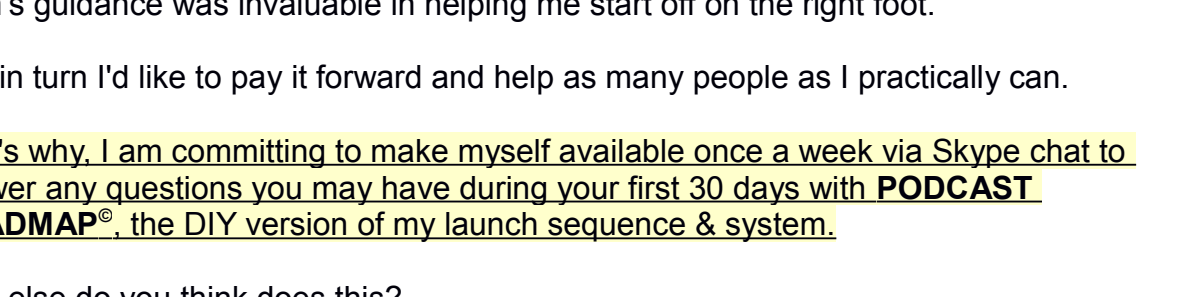 's guidance was invaluable in helping me start off on the right foot.
in turn I'd like to pay it forward and help as many people as I practically can.
's why, I am committing to make myself available once a week via Skype chat to
wer any questions you may have during your first 30 days with PODCAST
ADMAP©, the DIY version of my launch sequence & system.
else do you think does this?